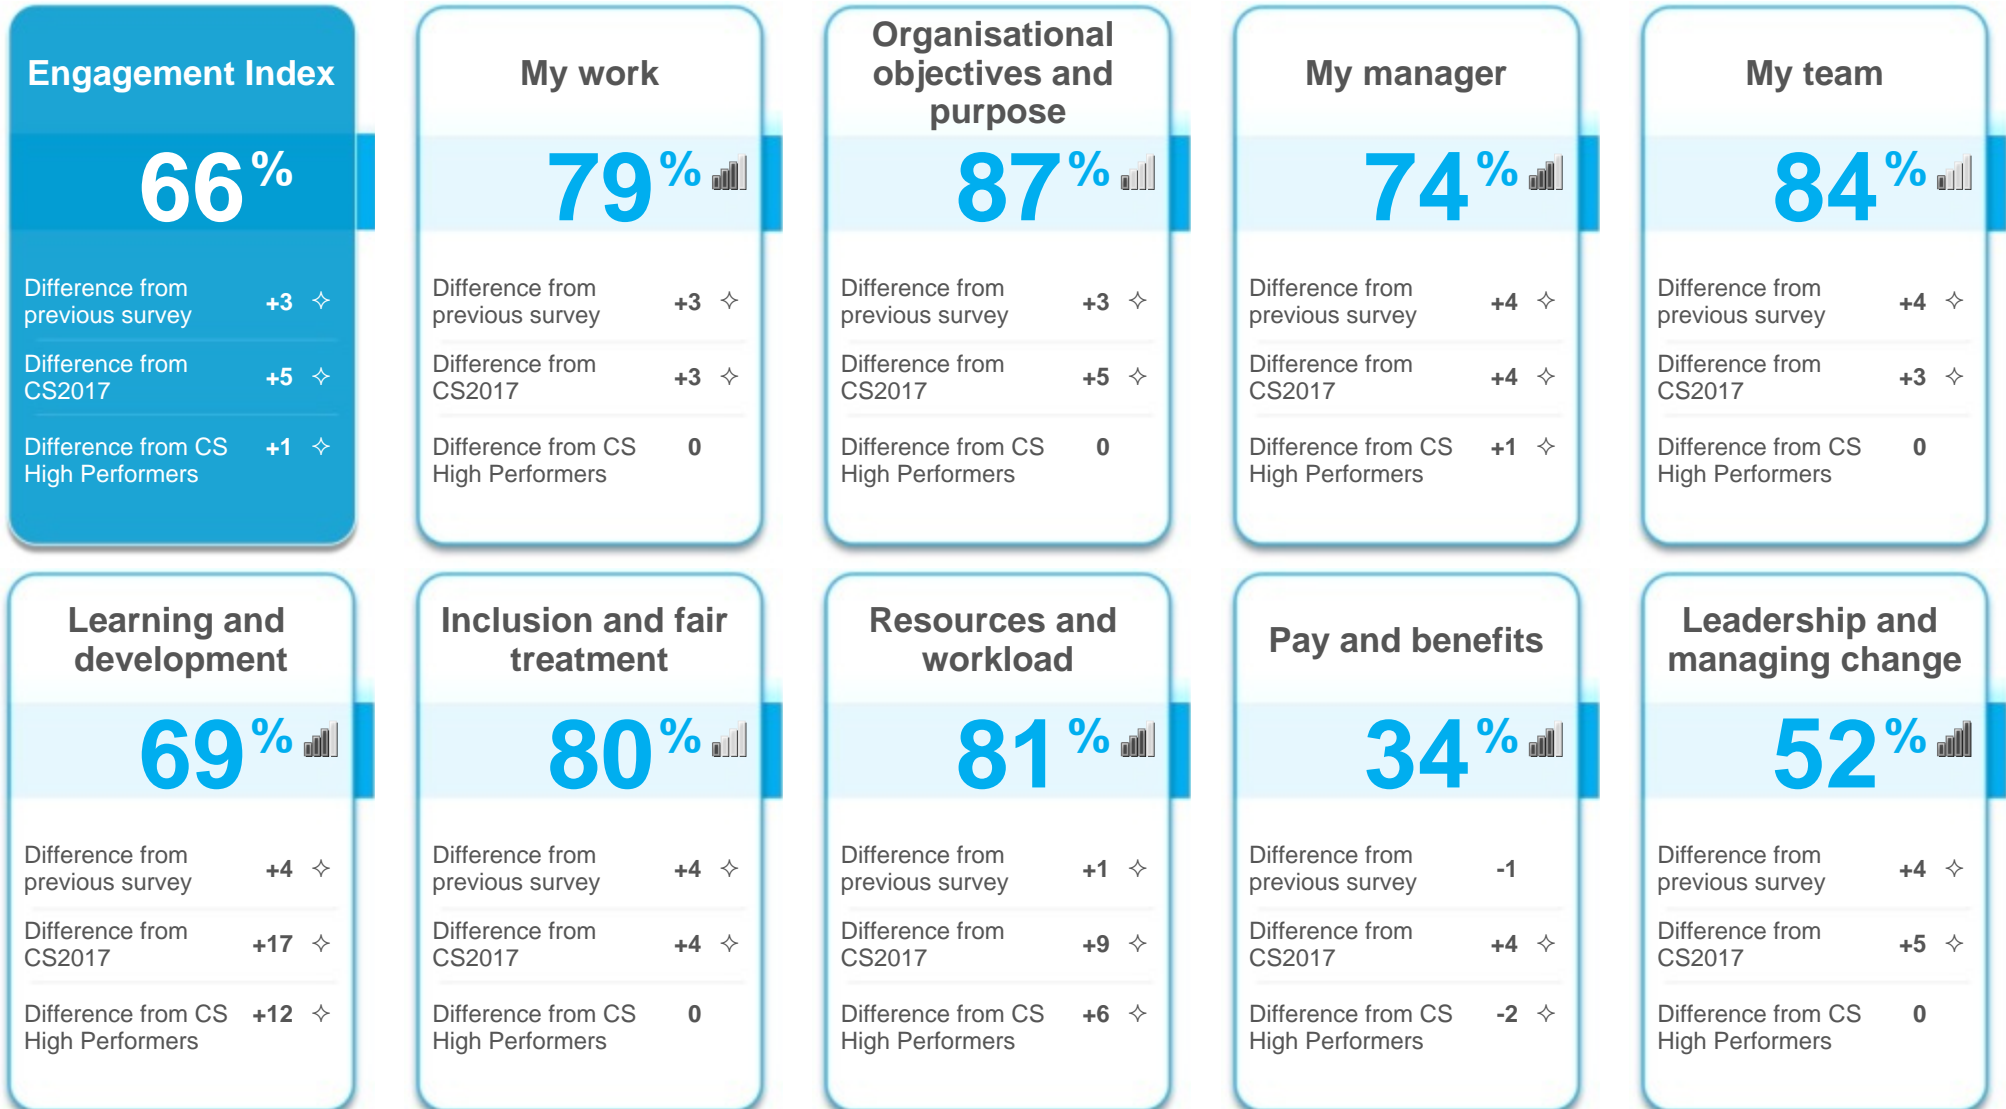 Engagement Index
66%
Difference from
previous survey +3 ✧
Difference from
CS2017 +5 ✧
Difference from CS
High Performers +1 ✧
My work
79%
Difference from
previous survey +3 ✧
Difference from
CS2017 +3 ✧
Difference from CS
High Performers 0
Organisational
objectives and
purpose
87%
Difference from
previous survey +3 ✧
Difference from
CS2017 +5 ✧
Difference from CS
High Performers 0
My manager
74%
Difference from
previous survey +4 ✧
Difference from
CS2017 +4 ✧
Difference from CS
High Performers +1 ✧
My team
84%
Difference from
previous survey +4 ✧
Difference from
CS2017 +3 ✧
Difference from CS
High Performers 0
Learning and
development
69%
Difference from
previous survey +4 ✧
Difference from
CS2017 +17 ✧
Difference from CS
High Performers +12 ✧
Inclusion and fair
treatment
80%
Difference from
previous survey +4 ✧
Difference from
CS2017 +4 ✧
Difference from CS
High Performers 0
Resources and
workload
81%
Difference from
previous survey +1 ✧
Difference from
CS2017 +9 ✧
Difference from CS
High Performers +6 ✧
Pay and benefits
34%
Difference from
previous survey -1
Difference from
CS2017 +4 ✧
Difference from CS
High Performers -2 ✧
Leadership and
managing change
52%
Difference from
previous survey +4 ✧
Difference from
CS2017 +5 ✧
Difference from CS
High Performers 0